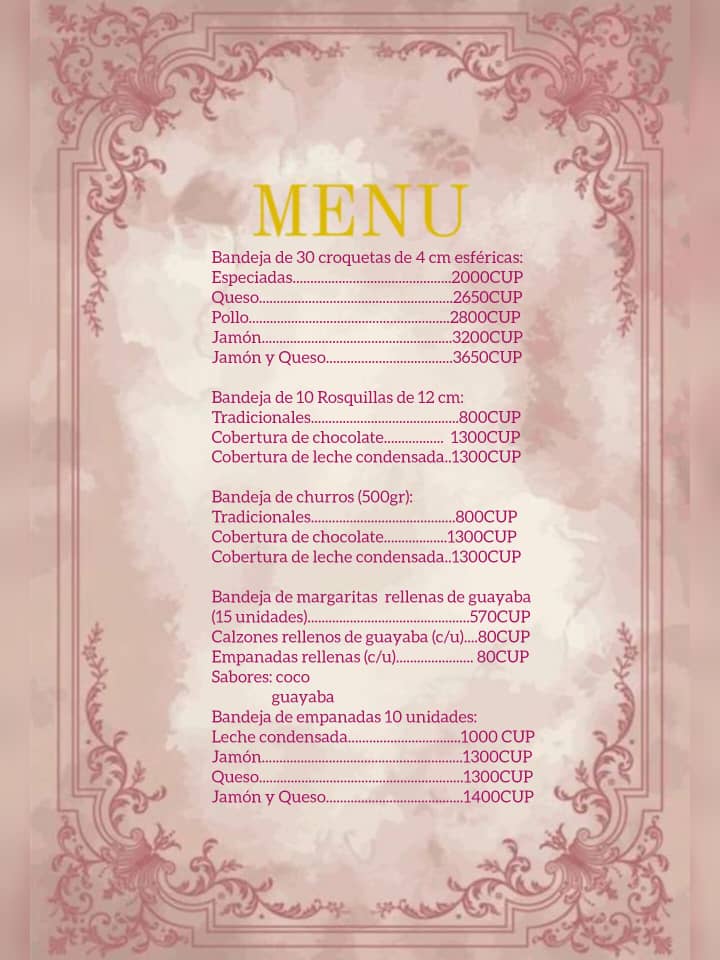 MENU
Bandeja de 30 croquetas de 4 cm esféricas:
Especiadas.............................................2000CUP
Queso.......................................................2650CUP
Pollo.........................................................2800CUP
Jamón......................................................3200CUP
Jamón y Queso....................................3650CUP
Bandeja de 10 Rosquillas de 12 cm:
Tradicionales..........................................800CUP
Cobertura de chocolate................. 1300CUP
Cobertura de leche condensada..1300CUP
Bandeja de churros (500gr):
Tradicionales.........................................800CUP
Cobertura de chocolate..................1300CUP
Cobertura de leche condensada..1300CUP
Bandeja de margaritas rellenas de guayaba
(15 unidades)..............................................570CUP
Calzones rellenos de guayaba (c/u)....80CUP
Empanadas rellenas (c/u)...................... 80CUP
Sabores: coco
guayaba
Bandeja de empanadas 10 unidades:
Leche condensada................................1000 CUP
Jamón.........................................................1300CUP
Queso..........................................................1300CUP
Jamón y Queso.......................................1400CUP